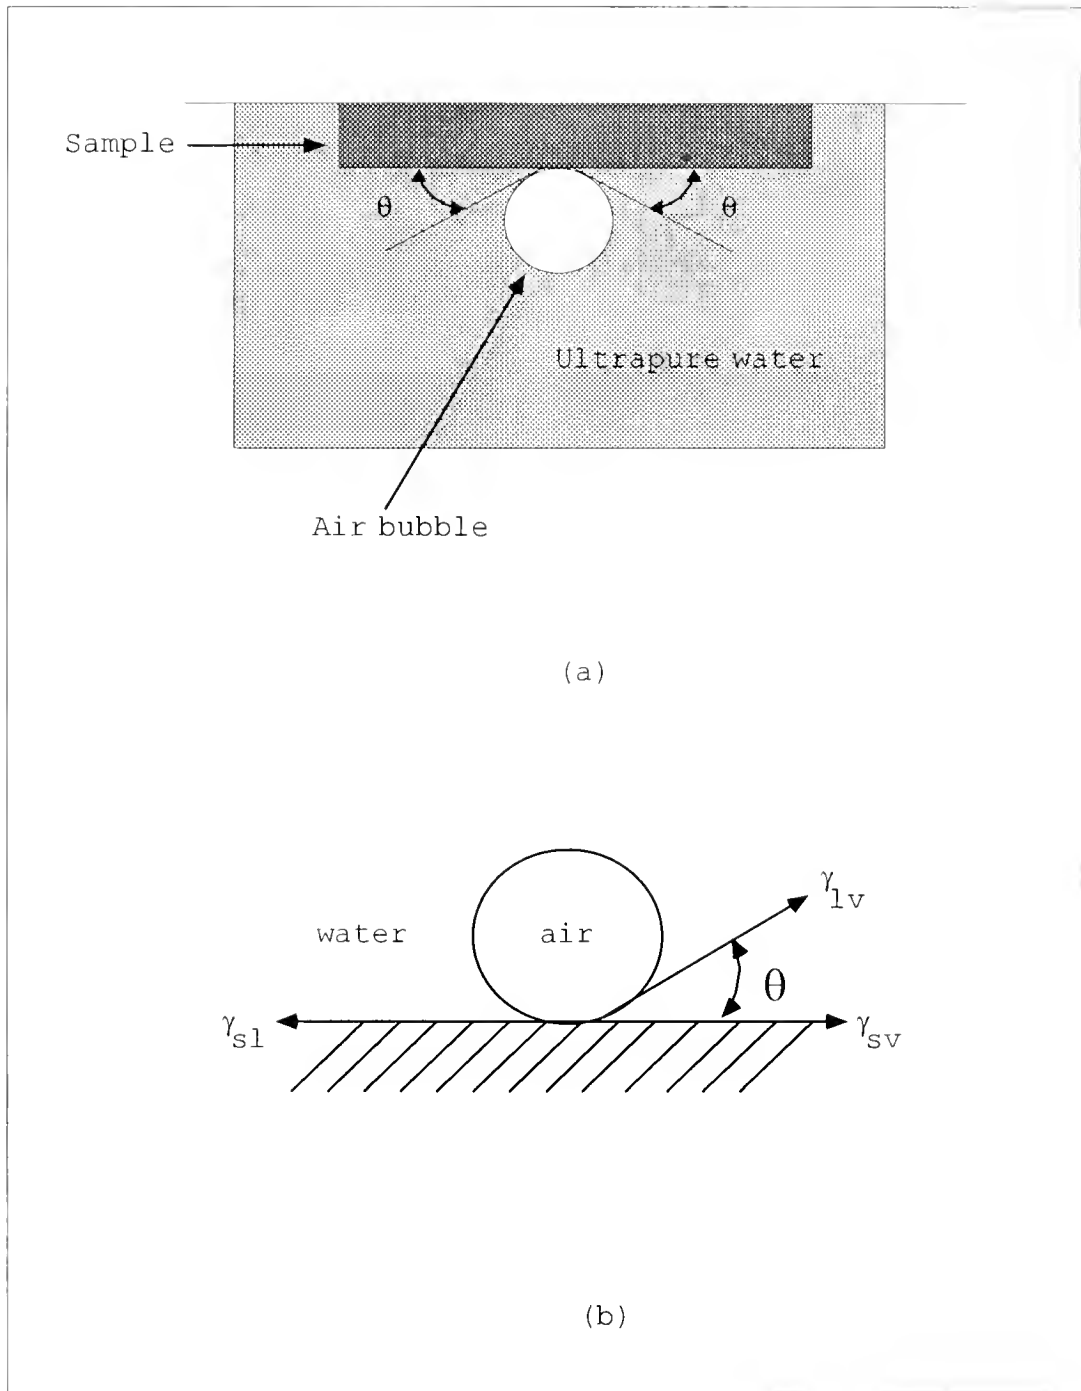 Sample
θ
θ
Ultrapure water
Air bubble
(a)
γlv
water
air
θ
γsl
γsv
(b)